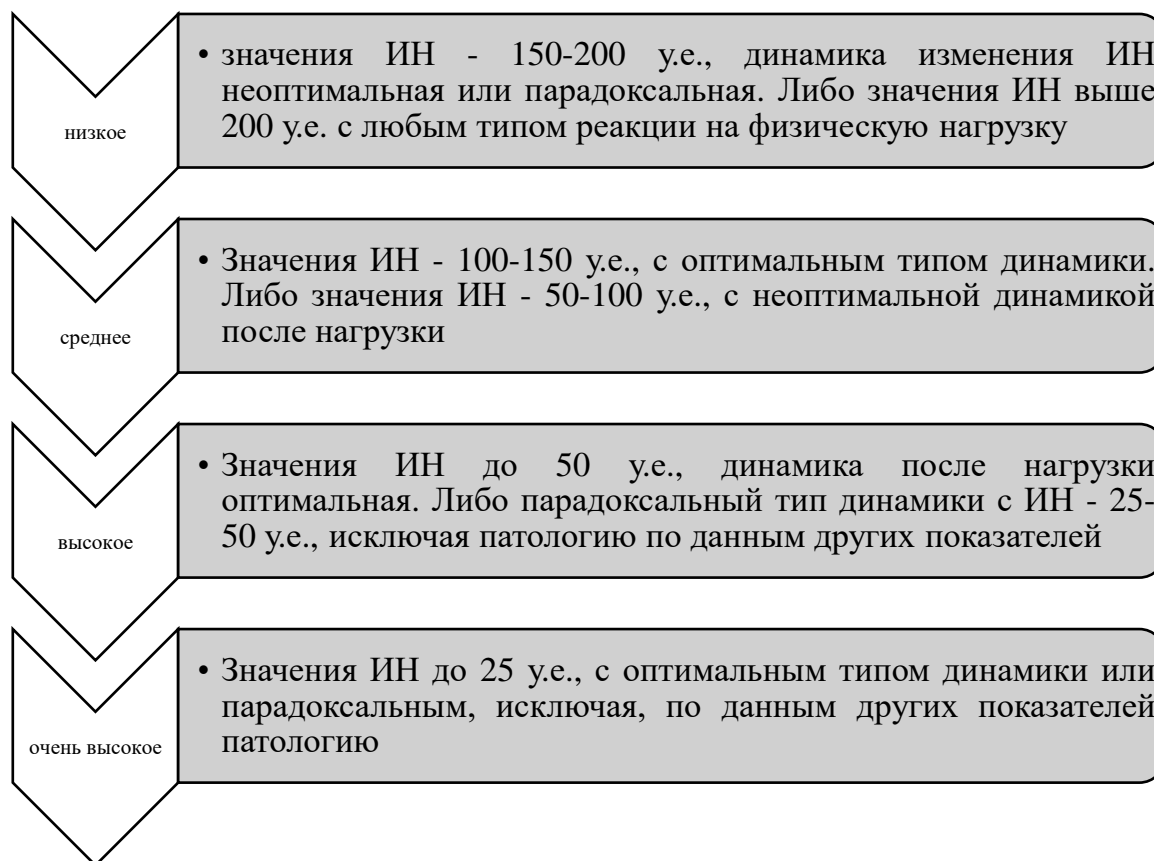 низкое
• значения ИН - 150-200 у.е., динамика изменения ИН
неоптимальная или парадоксальная. Либо значения ИН выше
200 у.е. с любым типом реакции на физическую нагрузку
среднее
• Значения ИН - 100-150 у.е., с оптимальным типом динамики.
Либо значения ИН - 50-100 у.е., с неоптимальной динамикой
после нагрузки
высокое
• Значения ИН до 50 у.е., динамика после нагрузки
оптимальная. Либо парадоксальный тип динамики с ИН - 25-
50 у.е., исключая патологию по данным других показателей
очень высокое
• Значения ИН до 25 у.е., с оптимальным типом динамики или
парадоксальным, исключая, по данным других показателей
патологию